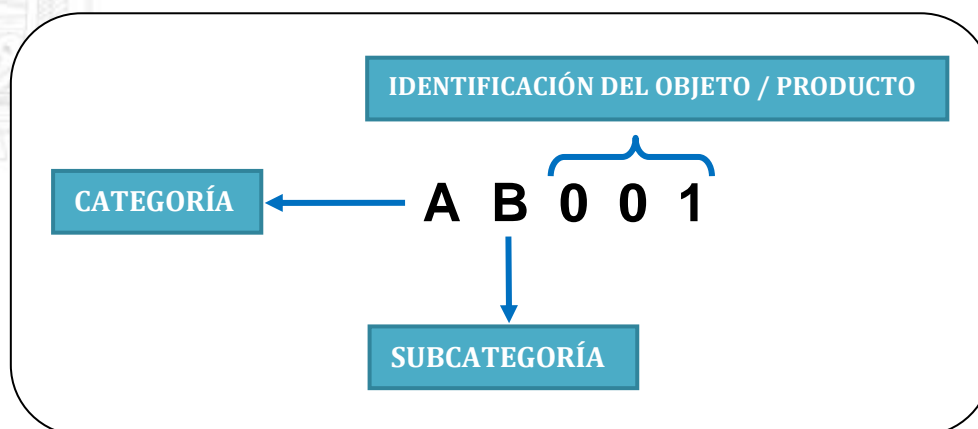 IDENTIFICACIÓN DEL OBJETO / PRODUCTO
CATEGORÍA
A B 0 0 1
SUBCATEGORÍA